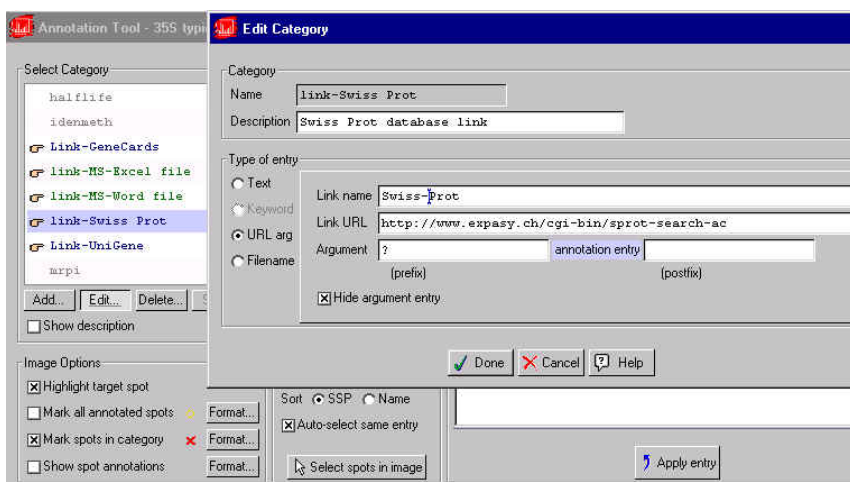 Annotation Tool - 35S typi
Select Category
halflife
idenmeth
Link-GeneCards
link-MS-Excel file
link-MS-Word file
link-Swiss Prot
Link-UniGene
mrpi
Add...
Edit...
Delete...
S
Show description
Image Options
Highlight target spot
Mark all annotated spots
Format...
Mark spots in category
Format...
Show spot annotations
Format...
Edit Category
Category
Name
link-Swiss Prot
Description
Swiss Prot database link
Type of entry
Text
Keyword
URL arg
Filename
Link name
Swiss-Prot
Link URL
http://www.expasy.ch/cgi-bin/sprot-search-ac
Argument
?
annotation entry
(prefix)
(postfix)
Hide argument entry
Done
Cancel
? Help
Sort
SSP
Name
Auto-select same entry
Select spots in image
Apply entry